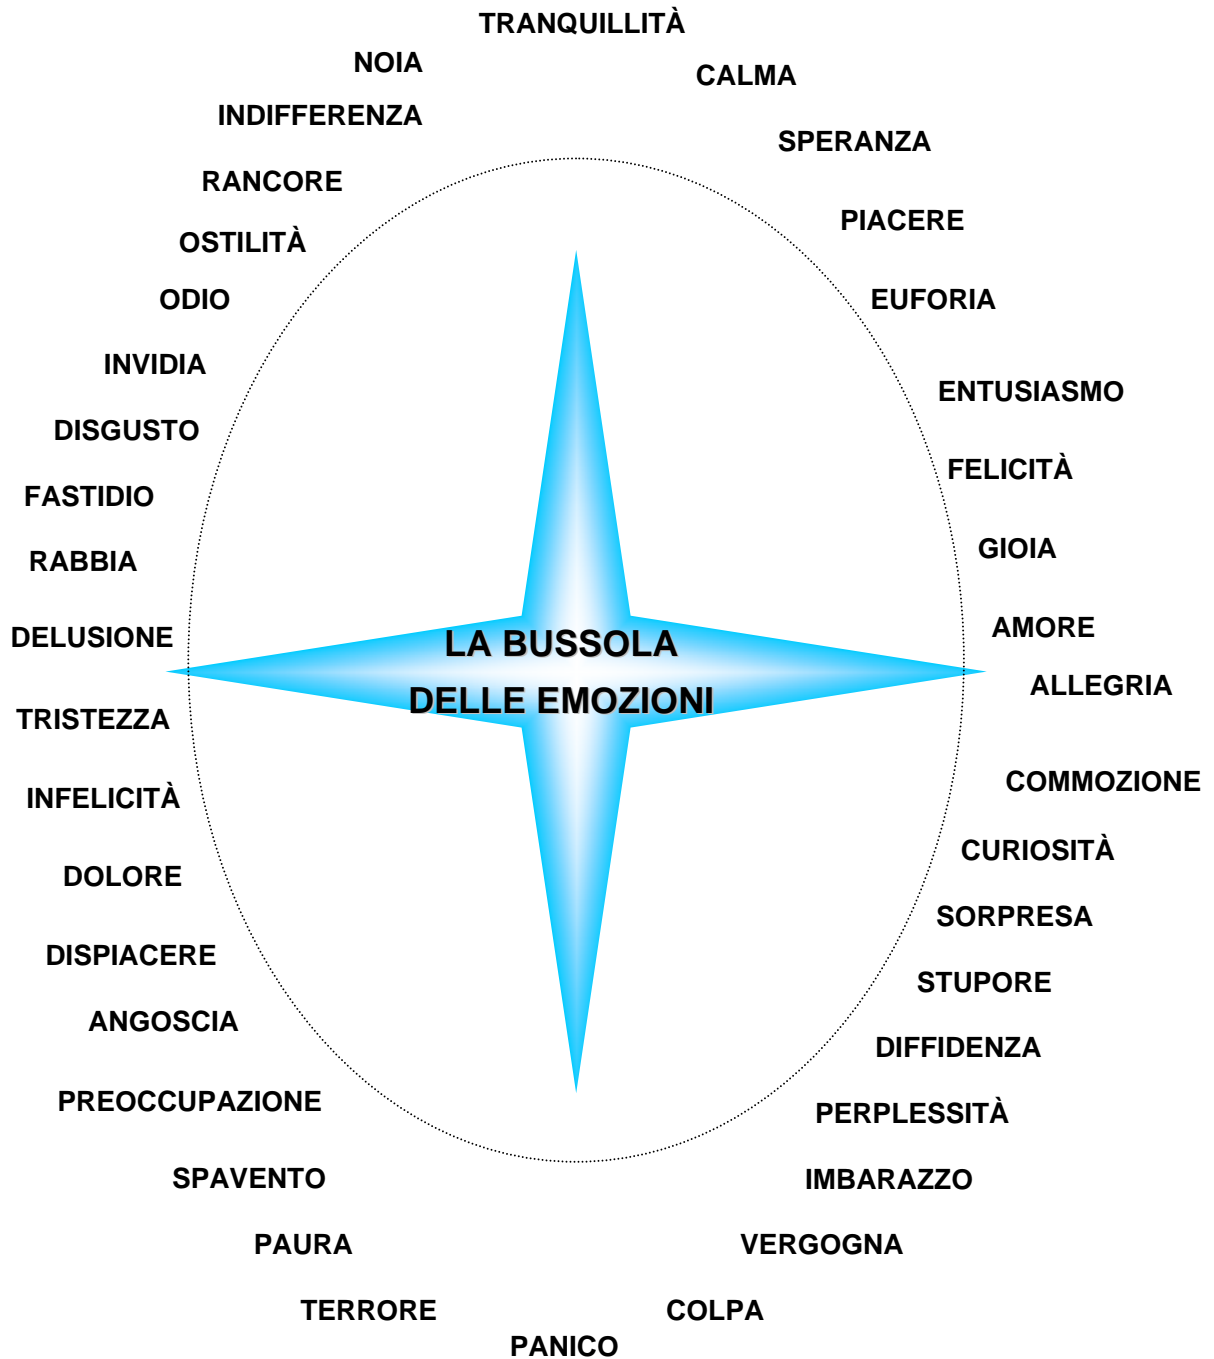 TRANQUILLITÀ
NOIA
CALMA
INDIFFERENZA
SPERANZA
RANCORE
PIACERE
OSTILITÀ
ODIO
EUFORIA
INVIDIA
ENTUSIASMO
DISGUSTO
FELICITÀ
FASTIDIO
GIOIA
RABBIA
AMORE
DELUSIONE
LA BUSSOLA
DELLE EMOZIONI
ALLEGRIA
TRISTEZZA
COMMOZIONE
INFELICITÀ
CURIOSITÀ
DOLORE
SORPRESA
DISPIACERE
STUPORE
ANGOSCIA
DIFFIDENZA
PREOCCUPAZIONE
PERPLESSITÀ
SPAVENTO
IMBARAZZO
PAURA
VERGOGNA
TERRORE
COLPA
PANICO